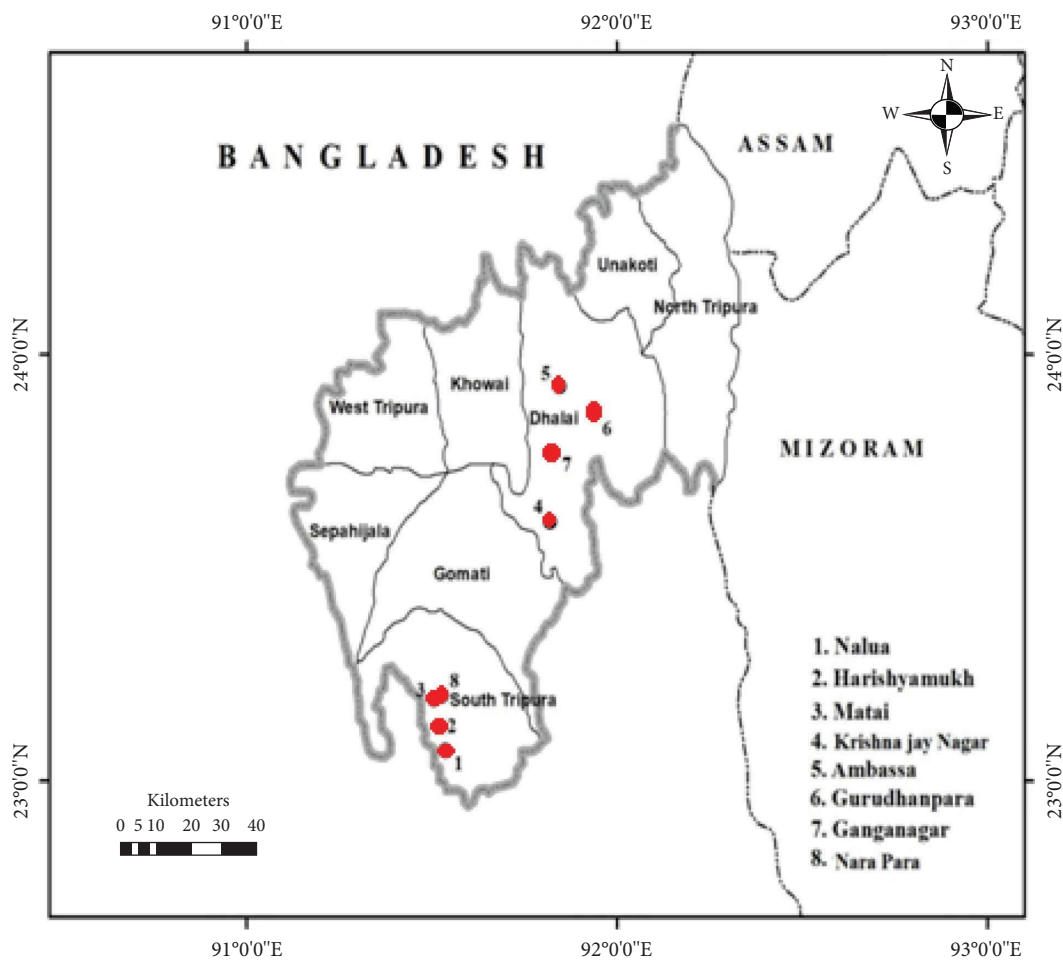 91°0'0"E 92°0'0"E 93°0'0"E
N
W E
S
BANGLADESH
ASSAM
Unakoti
North Tripura
24°0'0"N 24°0'0"N
5
Khowai
West Tripura
Dhalai
6
MIZORAM
7
4
Sepahijala
Gomati
1. Nalua
2. Harishyamukh
3. Matai
4. Krishna jay Nagar
5. Ambassa
6. Gurudhanpara
7. Ganganagar
8. Nara Para
8
3
South Tripura
2
1
23°0'0"N 23°0'0"N
Kilometers
0 5 10 20 30 40
91°0'0"E 92°0'0"E 93°0'0"E